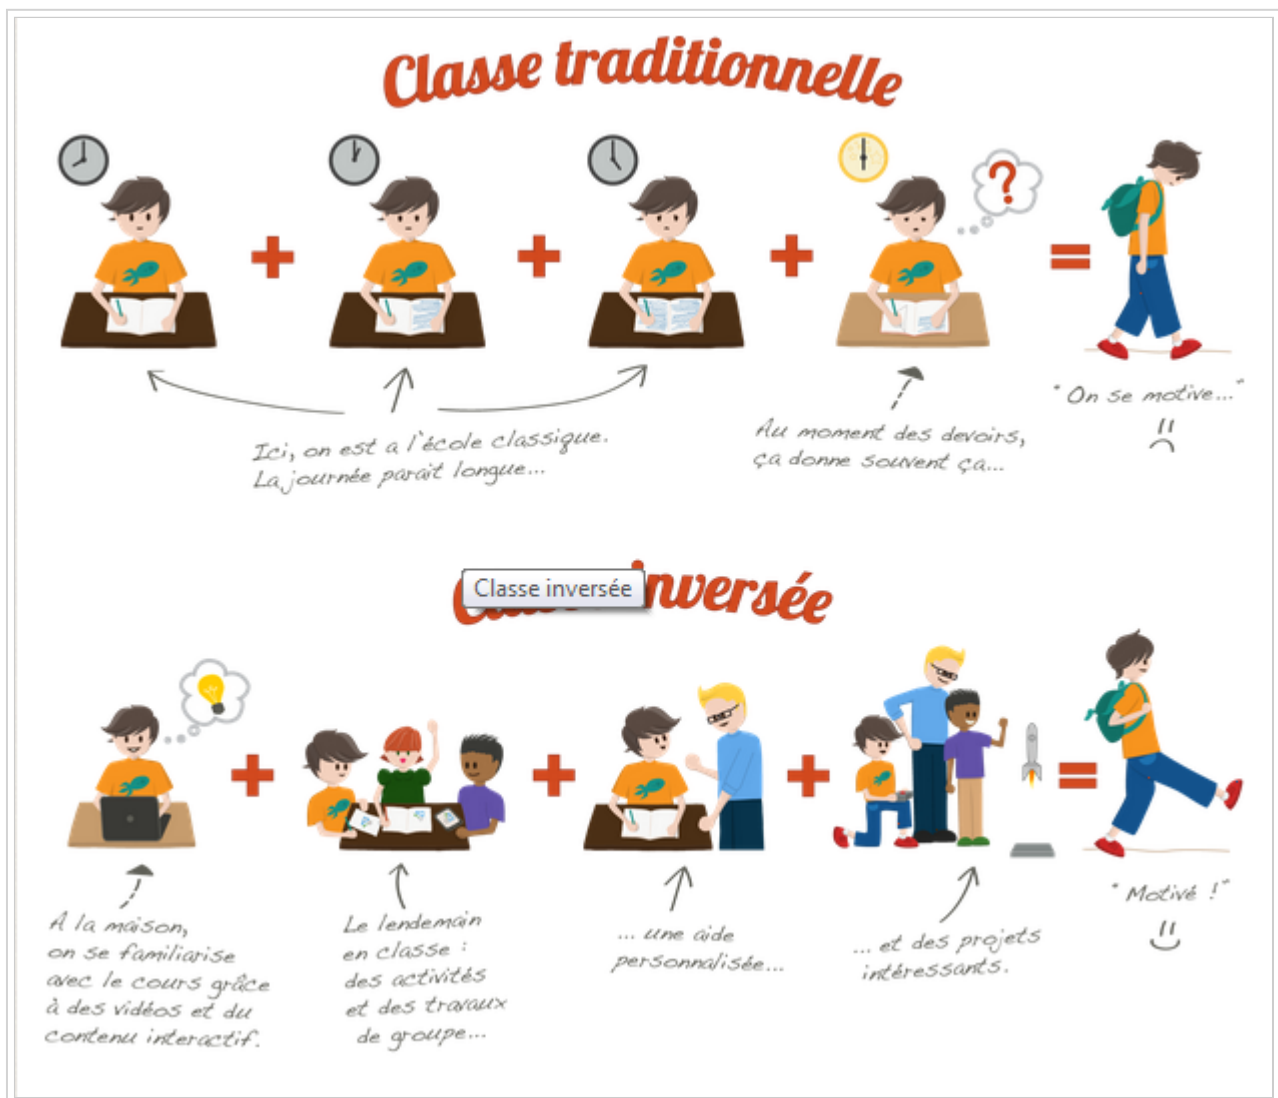 Classe traditionnelle
?
Ici, on est a l'école classique.
La journée parait longue...
Au moment des devoirs,
ça donne souvent ça...
"On se motive..."
Classe inversée
inversée
A la maison,
on se familiarise
avec le cours grâce
à des vidéos et du
contenu interactif.
Le lendemain
en classe :
des activités
et des travaux
de groupe...
... une aide
personnalisée...
... et des projets
intéressants.
"Motivé !"